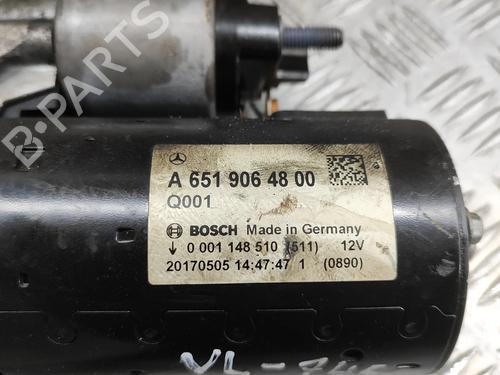 B-PARTS
A 651 906 48 00
Q001
BOSCH Made in Germany
↓ 0 001 148 510 (511) 12V
20170505 14:47:47 1 (0890)